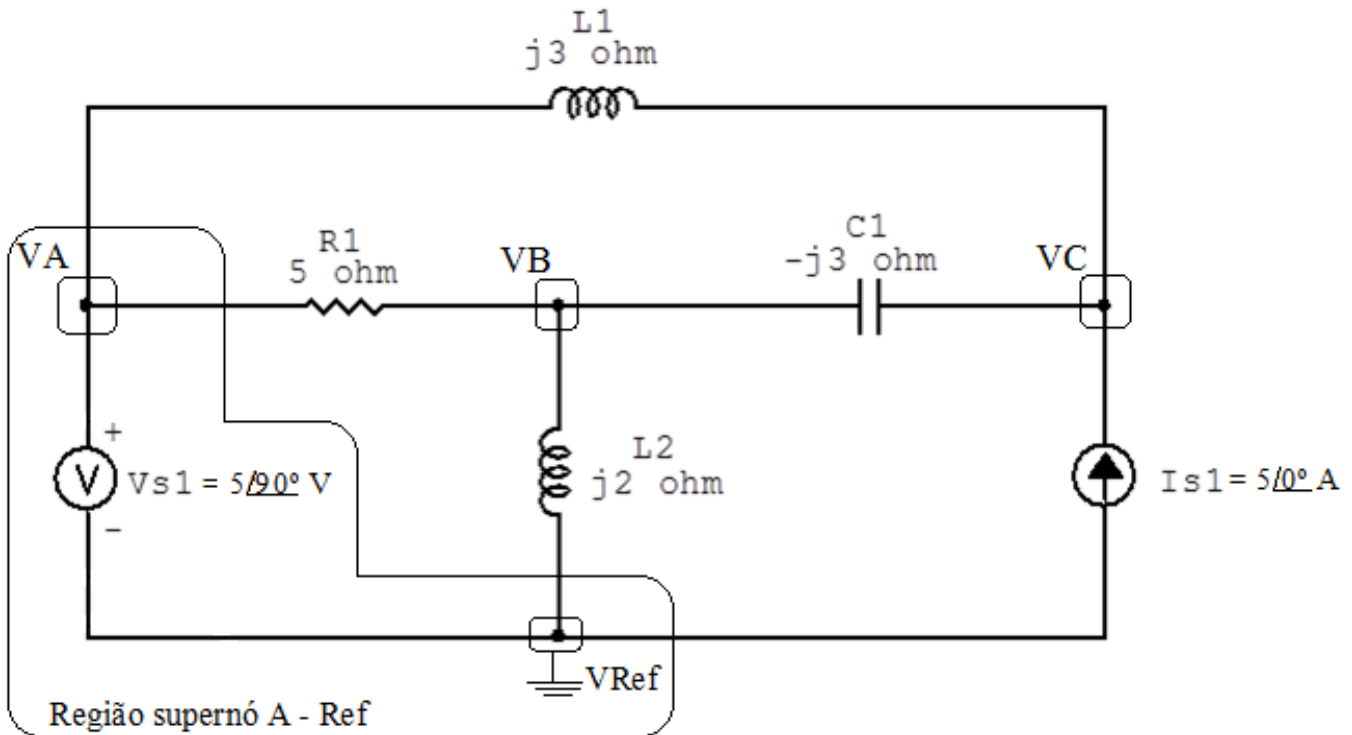 L1
j3 ohm
VA
R1
5 ohm
VB
C1
-j3 ohm
VC
+
V
-
Vs1 = 5/90º V
L2
j2 ohm
Is1 = 5/0º A
VRef
Região supernó A - Ref